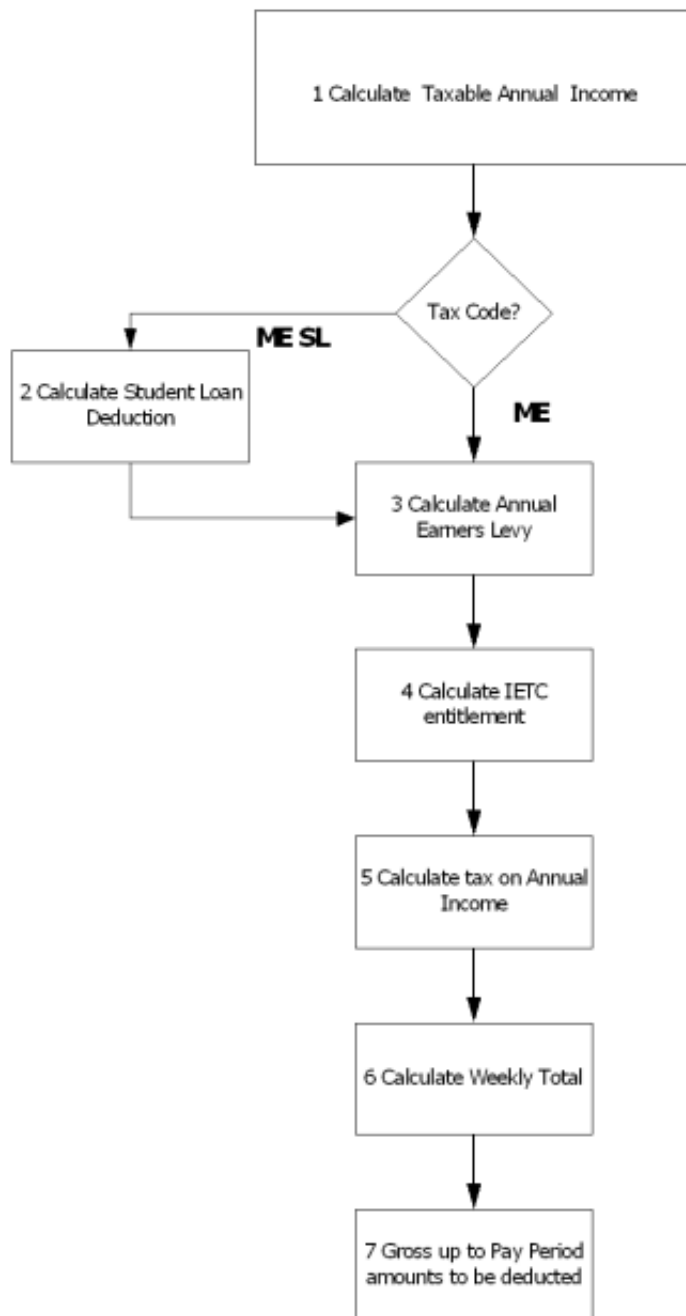 1 Calculate Taxable Annual Income
Tax Code?
ME SL
2 Calculate Student Loan
Deduction
ME
3 Calculate Annual
Earners Levy
4 Calculate IETC
entitlement
5 Calculate tax on Annual
Income
6 Calculate Weekly Total
7 Gross up to Pay Period
amounts to be deducted